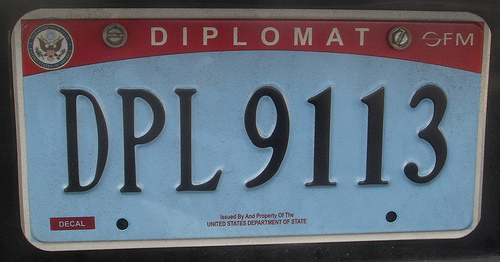 DIPLOMAT OFM
DPL 9113
DECAL
Issued By And Property Of The
UNITED STATES DEPARTMENT OF STATE